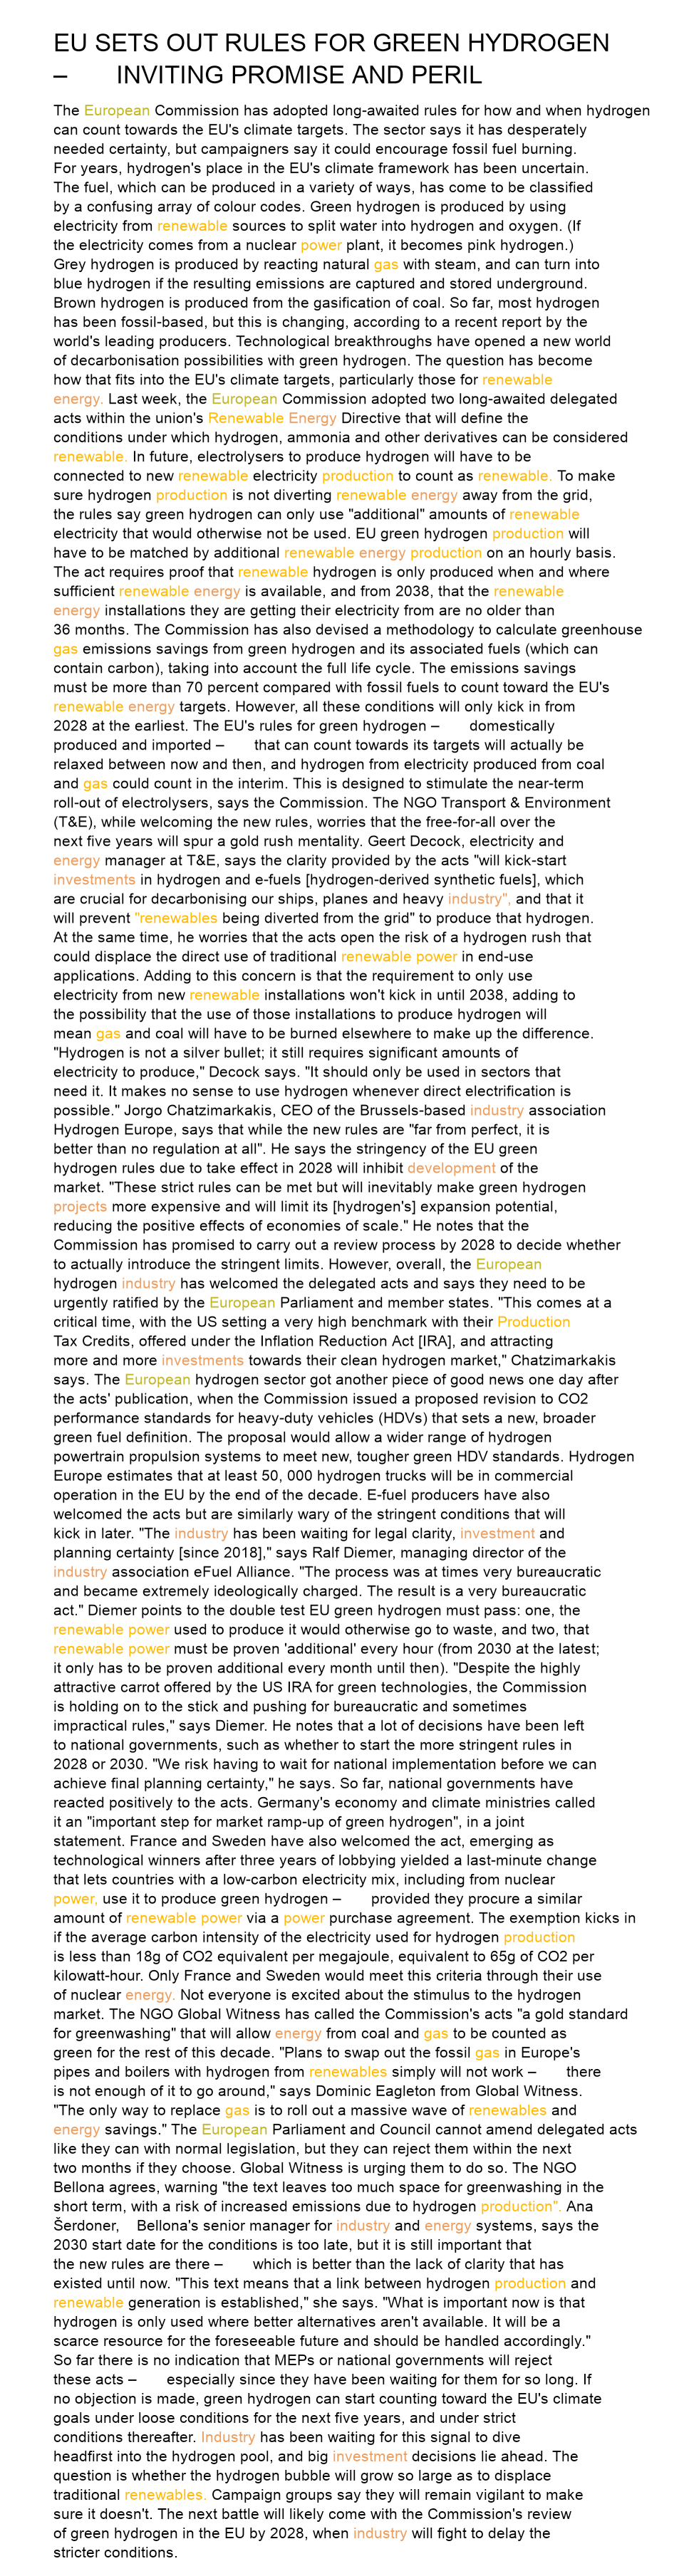 EU SETS OUT RULES FOR GREEN HYDROGEN
– INVITING PROMISE AND PERIL
The European Commission has adopted long-awaited rules for how and when hydrogen
can count towards the EU's climate targets. The sector says it has desperately
needed certainty, but campaigners say it could encourage fossil fuel burning.
For years, hydrogen's place in the EU's climate framework has been uncertain.
The fuel, which can be produced in a variety of ways, has come to be classified
by a confusing array of colour codes. Green hydrogen is produced by using
electricity from renewable sources to split water into hydrogen and oxygen. (If
the electricity comes from a nuclear power plant, it becomes pink hydrogen.)
Grey hydrogen is produced by reacting natural gas with steam, and can turn into
blue hydrogen if the resulting emissions are captured and stored underground.
Brown hydrogen is produced from the gasification of coal. So far, most hydrogen
has been fossil-based, but this is changing, according to a recent report by the
world's leading producers. Technological breakthroughs have opened a new world
of decarbonisation possibilities with green hydrogen. The question has become
how that fits into the EU's climate targets, particularly those for renewable
energy. Last week, the European Commission adopted two long-awaited delegated
acts within the union's Renewable Energy Directive that will define the
conditions under which hydrogen, ammonia and other derivatives can be considered
renewable. In future, electrolysers to produce hydrogen will have to be
connected to new renewable electricity production to count as renewable. To make
sure hydrogen production is not diverting renewable energy away from the grid,
the rules say green hydrogen can only use "additional" amounts of renewable
electricity that would otherwise not be used. EU green hydrogen production will
have to be matched by additional renewable energy production on an hourly basis.
The act requires proof that renewable hydrogen is only produced when and where
sufficient renewable energy is available, and from 2038, that the renewable
energy installations they are getting their electricity from are no older than
36 months. The Commission has also devised a methodology to calculate greenhouse
gas emissions savings from green hydrogen and its associated fuels (which can
contain carbon), taking into account the full life cycle. The emissions savings
must be more than 70 percent compared with fossil fuels to count toward the EU's
renewable energy targets. However, all these conditions will only kick in from
2028 at the earliest. The EU's rules for green hydrogen – domestically
produced and imported – that can count towards its targets will actually be
relaxed between now and then, and hydrogen from electricity produced from coal
and gas could count in the interim. This is designed to stimulate the near-term
roll-out of electrolysers, says the Commission. The NGO Transport & Environment
(T&E), while welcoming the new rules, worries that the free-for-all over the
next five years will spur a gold rush mentality. Geert Decock, electricity and
energy manager at T&E, says the clarity provided by the acts "will kick-start
investments in hydrogen and e-fuels [hydrogen-derived synthetic fuels], which
are crucial for decarbonising our ships, planes and heavy industry", and that it
will prevent "renewables being diverted from the grid" to produce that hydrogen.
At the same time, he worries that the acts open the risk of a hydrogen rush that
could displace the direct use of traditional renewable power in end-use
applications. Adding to this concern is that the requirement to only use
electricity from new renewable installations won't kick in until 2038, adding to
the possibility that the use of those installations to produce hydrogen will
mean gas and coal will have to be burned elsewhere to make up the difference.
"Hydrogen is not a silver bullet; it still requires significant amounts of
electricity to produce," Decock says. "It should only be used in sectors that
need it. It makes no sense to use hydrogen whenever direct electrification is
possible." Jorgo Chatzimarkakis, CEO of the Brussels-based industry association
Hydrogen Europe, says that while the new rules are "far from perfect, it is
better than no regulation at all". He says the stringency of the EU green
hydrogen rules due to take effect in 2028 will inhibit development of the
market. "These strict rules can be met but will inevitably make green hydrogen
projects more expensive and will limit its [hydrogen's] expansion potential,
reducing the positive effects of economies of scale." He notes that the
Commission has promised to carry out a review process by 2028 to decide whether
to actually introduce the stringent limits. However, overall, the European
hydrogen industry has welcomed the delegated acts and says they need to be
urgently ratified by the European Parliament and member states. "This comes at a
critical time, with the US setting a very high benchmark with their Production
Tax Credits, offered under the Inflation Reduction Act [IRA], and attracting
more and more investments towards their clean hydrogen market," Chatzimarkakis
says. The European hydrogen sector got another piece of good news one day after
the acts' publication, when the Commission issued a proposed revision to CO2
performance standards for heavy-duty vehicles (HDVs) that sets a new, broader
green fuel definition. The proposal would allow a wider range of hydrogen
powertrain propulsion systems to meet new, tougher green HDV standards. Hydrogen
Europe estimates that at least 50, 000 hydrogen trucks will be in commercial
operation in the EU by the end of the decade. E-fuel producers have also
welcomed the acts but are similarly wary of the stringent conditions that will
kick in later. "The industry has been waiting for legal clarity, investment and
planning certainty [since 2018]," says Ralf Diemer, managing director of the
industry association eFuel Alliance. "The process was at times very bureaucratic
and became extremely ideologically charged. The result is a very bureaucratic
act." Diemer points to the double test EU green hydrogen must pass: one, the
renewable power used to produce it would otherwise go to waste, and two, that
renewable power must be proven 'additional' every hour (from 2030 at the latest;
it only has to be proven additional every month until then). "Despite the highly
attractive carrot offered by the US IRA for green technologies, the Commission
is holding on to the stick and pushing for bureaucratic and sometimes
impractical rules," says Diemer. He notes that a lot of decisions have been left
to national governments, such as whether to start the more stringent rules in
2028 or 2030. "We risk having to wait for national implementation before we can
achieve final planning certainty," he says. So far, national governments have
reacted positively to the acts. Germany's economy and climate ministries called
it an "important step for market ramp-up of green hydrogen", in a joint
statement. France and Sweden have also welcomed the act, emerging as
technological winners after three years of lobbying yielded a last-minute change
that lets countries with a low-carbon electricity mix, including from nuclear
power, use it to produce green hydrogen – provided they procure a similar
amount of renewable power via a power purchase agreement. The exemption kicks in
if the average carbon intensity of the electricity used for hydrogen production
is less than 18g of CO2 equivalent per megajoule, equivalent to 65g of CO2 per
kilowatt-hour. Only France and Sweden would meet this criteria through their use
of nuclear energy. Not everyone is excited about the stimulus to the hydrogen
market. The NGO Global Witness has called the Commission's acts "a gold standard
for greenwashing" that will allow energy from coal and gas to be counted as
green for the rest of this decade. "Plans to swap out the fossil gas in Europe's
pipes and boilers with hydrogen from renewables simply will not work – there
is not enough of it to go around," says Dominic Eagleton from Global Witness.
"The only way to replace gas is to roll out a massive wave of renewables and
energy savings." The European Parliament and Council cannot amend delegated acts
like they can with normal legislation, but they can reject them within the next
two months if they choose. Global Witness is urging them to do so. The NGO
Bellona agrees, warning "the text leaves too much space for greenwashing in the
short term, with a risk of increased emissions due to hydrogen production". Ana
Šerdoner, Bellona's senior manager for industry and energy systems, says the
2030 start date for the conditions is too late, but it is still important that
the new rules are there – which is better than the lack of clarity that has
existed until now. "This text means that a link between hydrogen production and
renewable generation is established," she says. "What is important now is that
hydrogen is only used where better alternatives aren't available. It will be a
scarce resource for the foreseeable future and should be handled accordingly."
So far there is no indication that MEPs or national governments will reject
these acts – especially since they have been waiting for them for so long. If
no objection is made, green hydrogen can start counting toward the EU's climate
goals under loose conditions for the next five years, and under strict
conditions thereafter. Industry has been waiting for this signal to dive
headfirst into the hydrogen pool, and big investment decisions lie ahead. The
question is whether the hydrogen bubble will grow so large as to displace
traditional renewables. Campaign groups say they will remain vigilant to make
sure it doesn't. The next battle will likely come with the Commission's review
of green hydrogen in the EU by 2028, when industry will fight to delay the
stricter conditions.